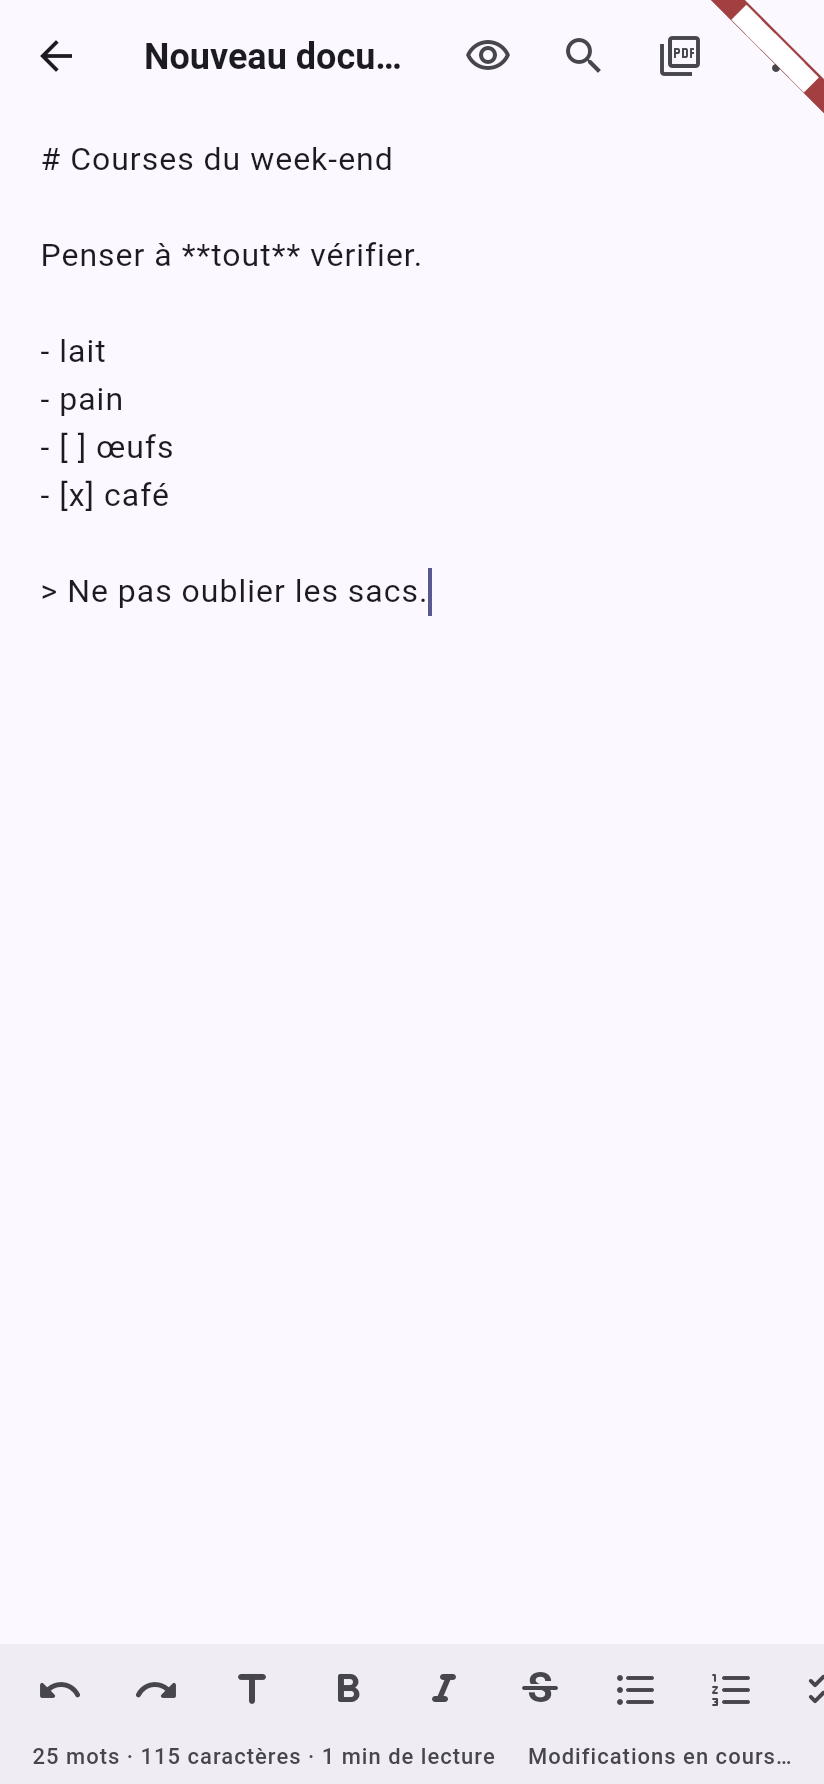 Nouveau docu...
PDF
# Courses du week-end
Penser à **tout** vérifier.
- lait
- pain
- [ ] œufs
- [x] café
> Ne pas oublier les sacs.
T B I S
25 mots · 115 caractères · 1 min de lecture Modifications en cours...